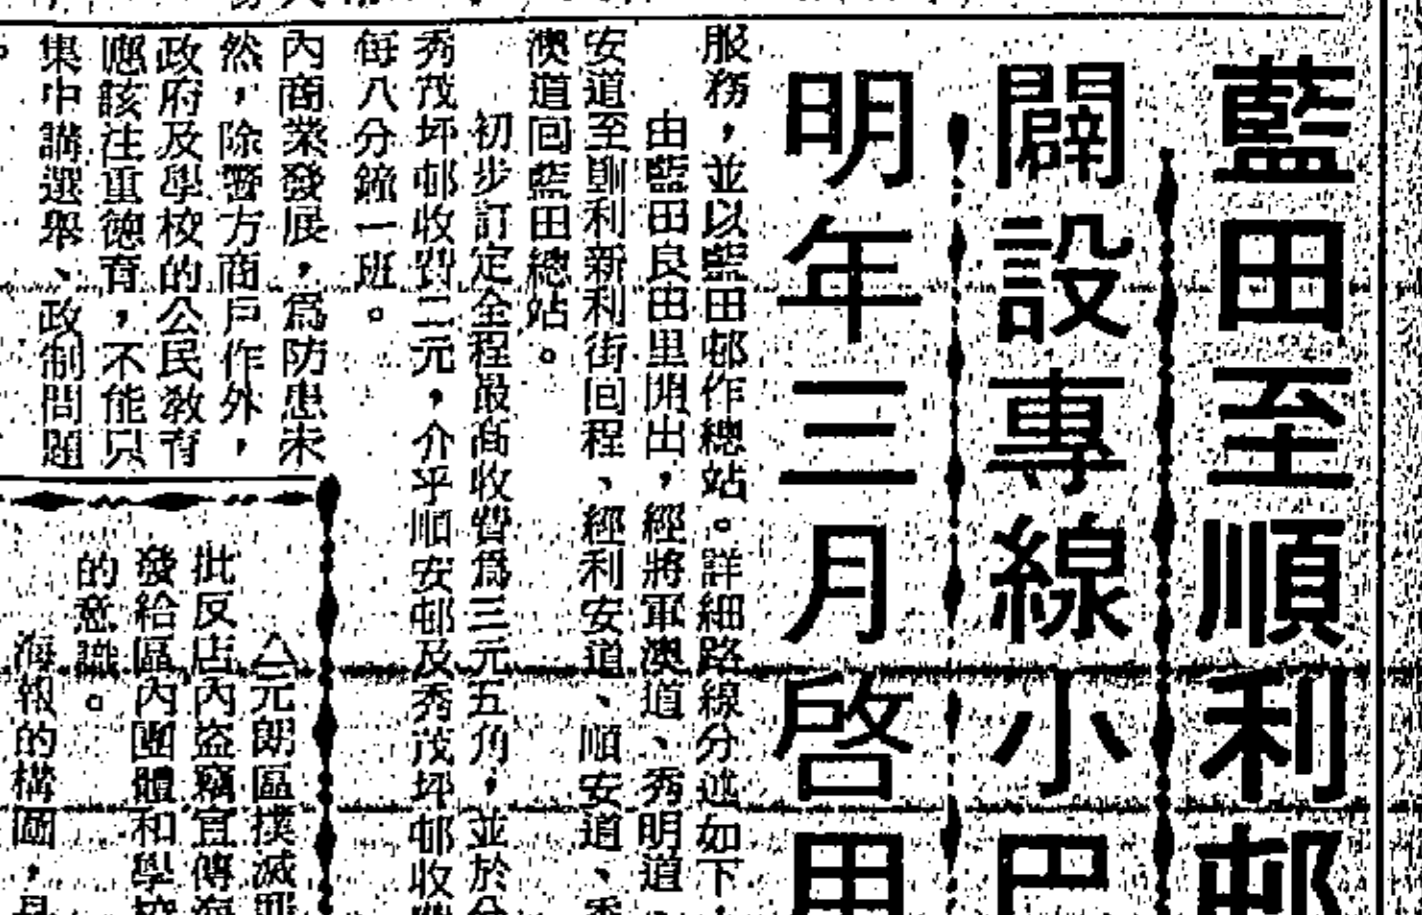 藍田至順利邨
闢設專線小巴
明年三月啓用
服務，並以藍田邨作總站。詳細路線分述如下，
由藍田良田里開出，經將軍澳道、秀明道、
安道至剛利新利街回程、經利安道、順安道、秀
澳道回藍田總站。
初步訂定全程最高收費爲三元五角，並於分
秀茂坪邨收費二元，介乎順安邨及秀茂坪邨收費
每八分鐘一班。
內商業發展，爲防患未
然，除警方商戶作外，
政府及學校的公民敎育
應該注重德育，不能只
集中講選舉、政制問題
。
△元朗區撲滅罪
批反店內盜竊宣傳海
發給區內團體和學校
的意識。
海報的構圖，是